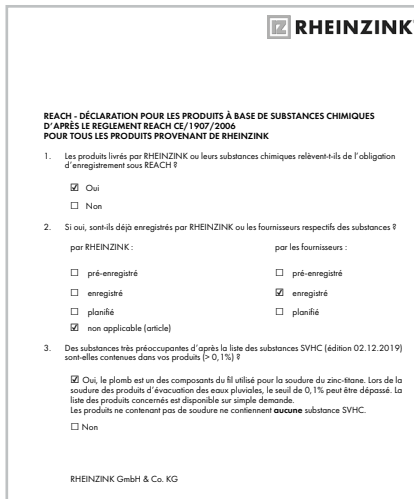 RHEINZINK
REACH - DÉCLARATION POUR LES PRODUITS À BASE DE SUBSTANCES CHIMIQUES
D'APRÈS LE REGLEMENT REACH CE/1907/2006
POUR TOUS LES PRODUITS PROVENANT DE RHEINZINK
1. Les produits livrés par RHEINZINK ou leurs substances chimiques relèvent-t-ils de l'obligation
d'enregistrement sous REACH ?
☑ Oui
☐ Non
2. Si oui, sont-ils déjà enregistrés par RHEINZINK ou les fournisseurs respectifs des substances ?
par RHEINZINK : par les fournisseurs :
☐ pré-enregistré ☐ pré-enregistré
☐ enregistré ☑ enregistré
☐ planifié ☐ planifié
☑ non applicable (article)
3. Des substances très préoccupantes d'après la liste des substances SVHC (édition 02.12.2019)
sont-elles contenues dans vos produits (> 0,1%) ?
☑ Oui, le plomb est un des composants du fil utilisé pour la soudure du zinc-titane. Lors de la
soudure des produits d'évacuation des eaux pluviales, le seuil de 0,1% peut être dépassé. La
liste des produits concernés est disponible sur simple demande.
Les produits ne contenant pas de soudure ne contiennent aucune substance SVHC.
☐ Non
RHEINZINK GmbH & Co. KG